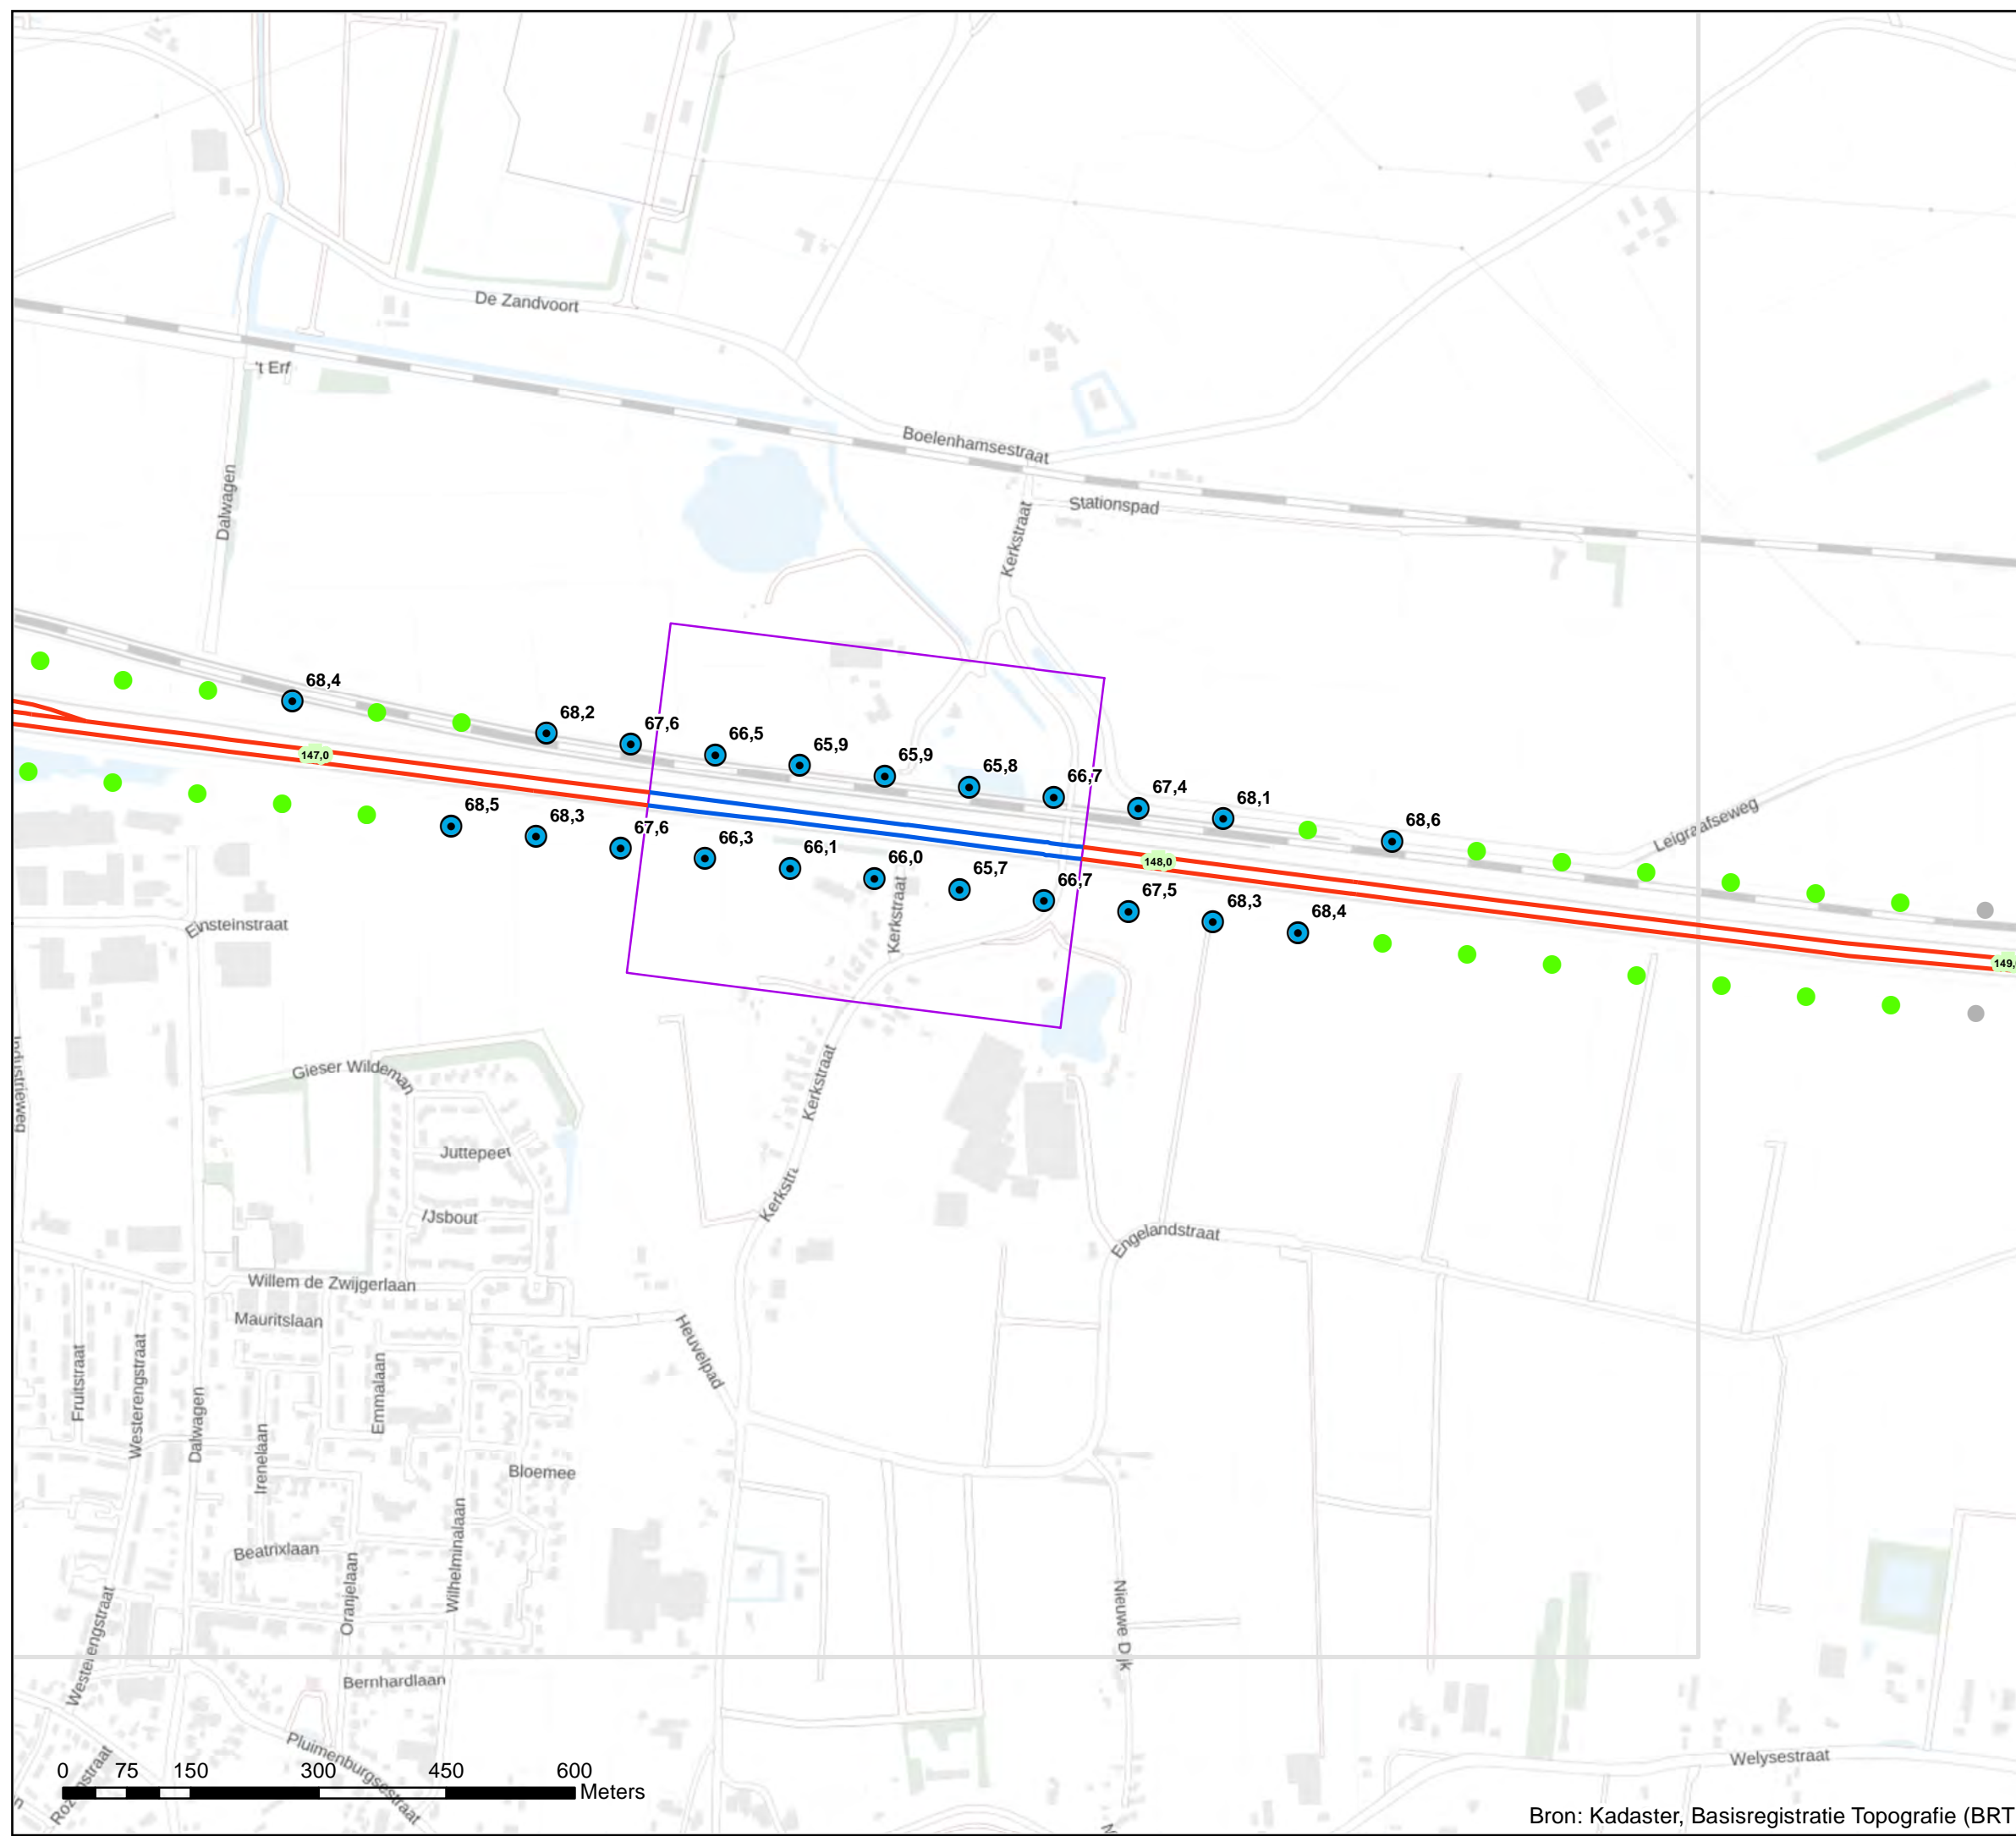 De Zandvoort
't Erf
Boelenhamsestraat
Dalwagen
Stationspad
Kerkstraat
68,4
68,2
67,6
66,5
65,9
65,9
65,8
66,7
67,4
68,1
68,6
147,0
148,0
149,
Leigraafseweg
68,5
68,3
67,6
66,3
66,1
66,0
65,7
66,7
67,5
68,3
68,4
Kerkstraat
Einsteinstraat
Industrieweg
Gieser Wildeman
Kerkstraat
Juttepeer
Kerkstra
IJsbout
Engelandstraat
Willem de Zwijgerlaan
Mauritslaan
Heuvelpad
Fruitstraat
Westerengstraat
Dalwagen
Emmalaan
Irenelaan
Bloemee
Beatrixlaan
Oranjelaan
Wilhelminalaan
Nieuwe Dijk
Westerengstraat
Bernhardlaan
Pluimenburgsestraat
Welysestraat
0 75 150 300 450 600
Meters
Bron: Kadaster, Basisregistratie Topografie (BRT